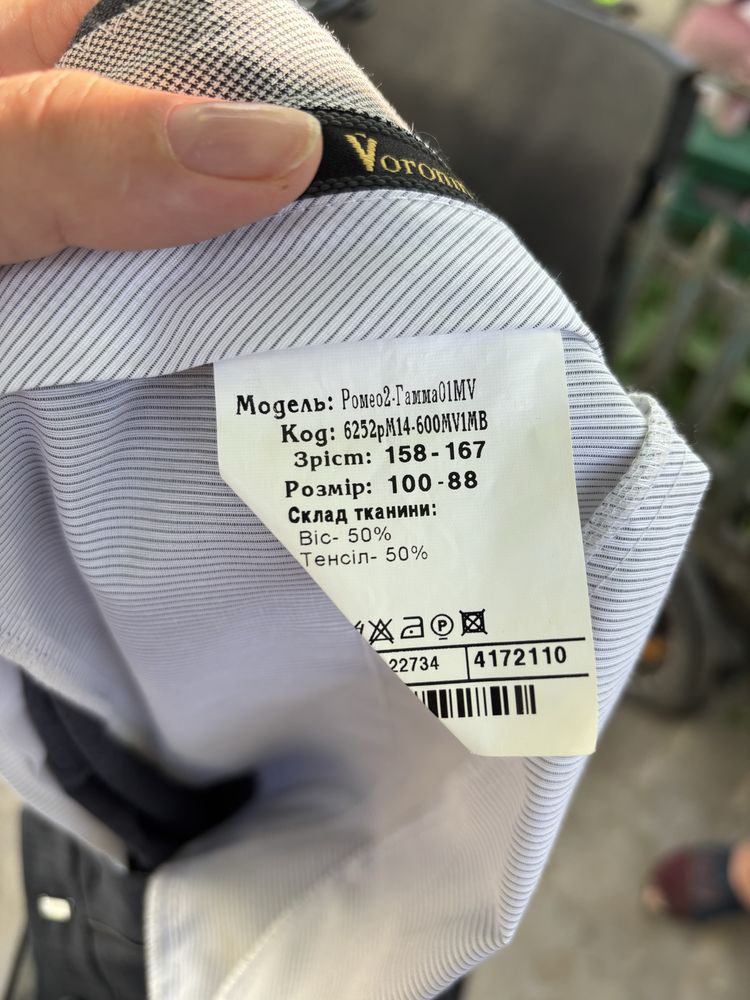 Модель: Ромео2-Гамма01MV
Код: 6252рМ14-600MV1MB
Зріст: 158-167
Розмір: 100-88
Склад тканини:
Віс- 50%
Тенсіл- 50%
P
22734 4172110